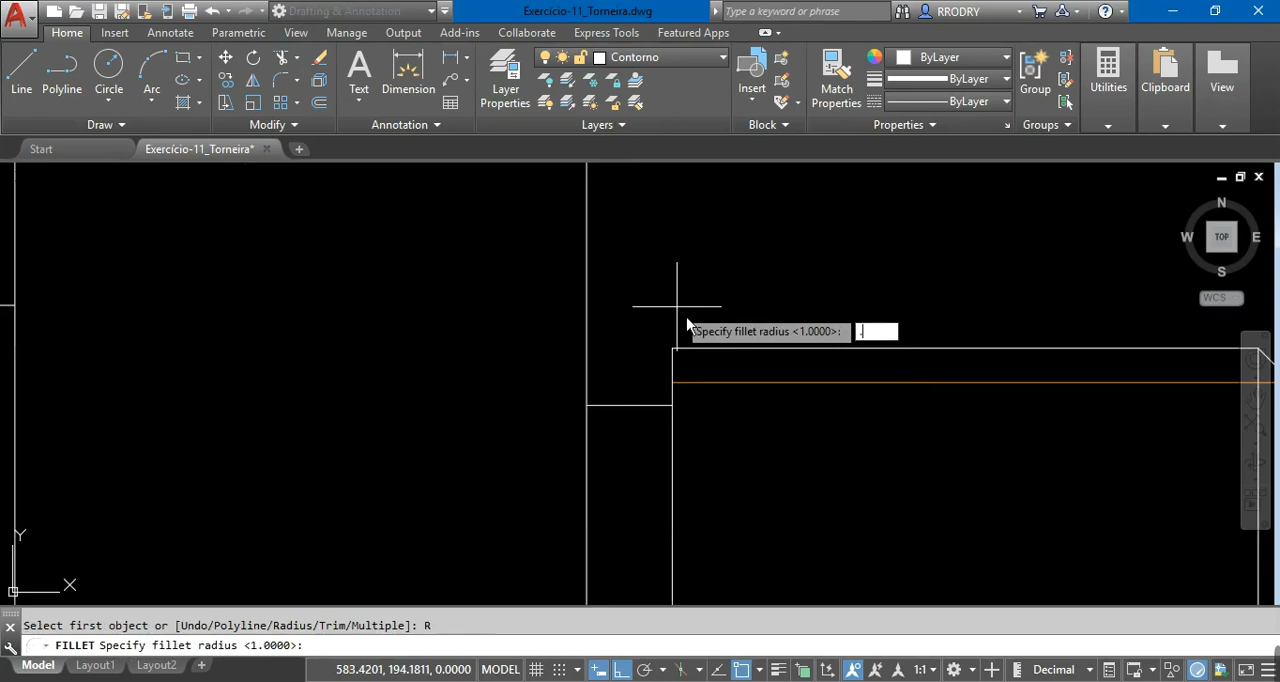 Drafting & Annotation
Exercício-11_Torneira.dwg
Type a keyword or phrase
RRODRY
Home Insert Annotate Parametric View Manage Output Add-ins Collaborate Express Tools Featured Apps
Line Polyline Circle Arc
Draw
Modify
Text Dimension
Annotation
Layer Properties
Contorno
Layers
Insert
Block
Match Properties
ByLayer
ByLayer
ByLayer
Properties
Group
Groups
Utilities
Clipboard
View
Start
Exercício-11_Torneira*
N
W TOP E
S
WCS
Specify fillet radius <1.0000>: .
Y
X
Select first object or [Undo/Polyline/Radius/Trim/Multiple]: R
FILLET Specify fillet radius <1.0000>:
Model Layout1 Layout2 +
583.4201, 194.1811, 0.0000 MODEL 1:1 Decimal